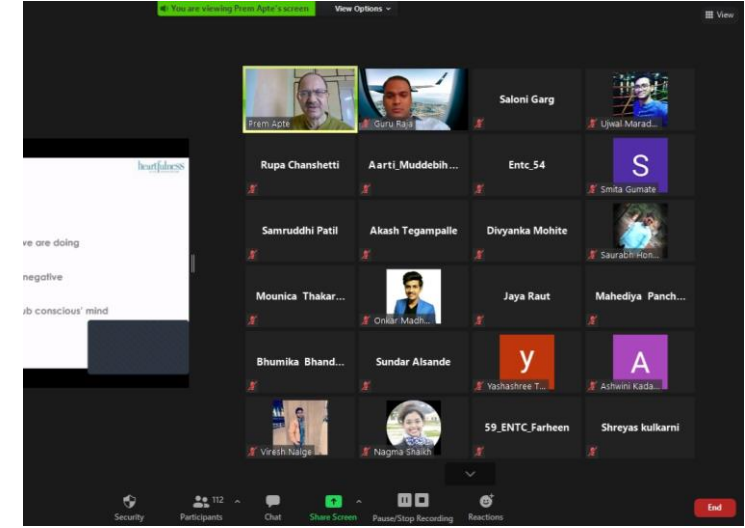 You are viewing Prem Apte's screen
View Options
View
heartfulness
ve are doing
negative
ub conscious' mind
Prem Apte
Guru Raja
Saloni Garg
Ujwal Marad...
Rupa Chanshetti
Aarti_Muddebih...
Entc_54
S
Smita Gumate
Samruddhi Patil
Akash Tegampalle
Divyanka Mohite
Saurabh Hon...
Mounica Thakar...
Onkar Madh...
Jaya Raut
Mahediya Panch...
Bhumika Bhand...
Sundar Alsande
y
Yashashree T...
A
Ashwini Kada...
Viresh Nalge
Nagma Shaikh
59_ENTC_Farheen
Shreyas kulkarni
Security
Participants
112
Chat
Share Screen
Pause/Stop Recording
Reactions
End